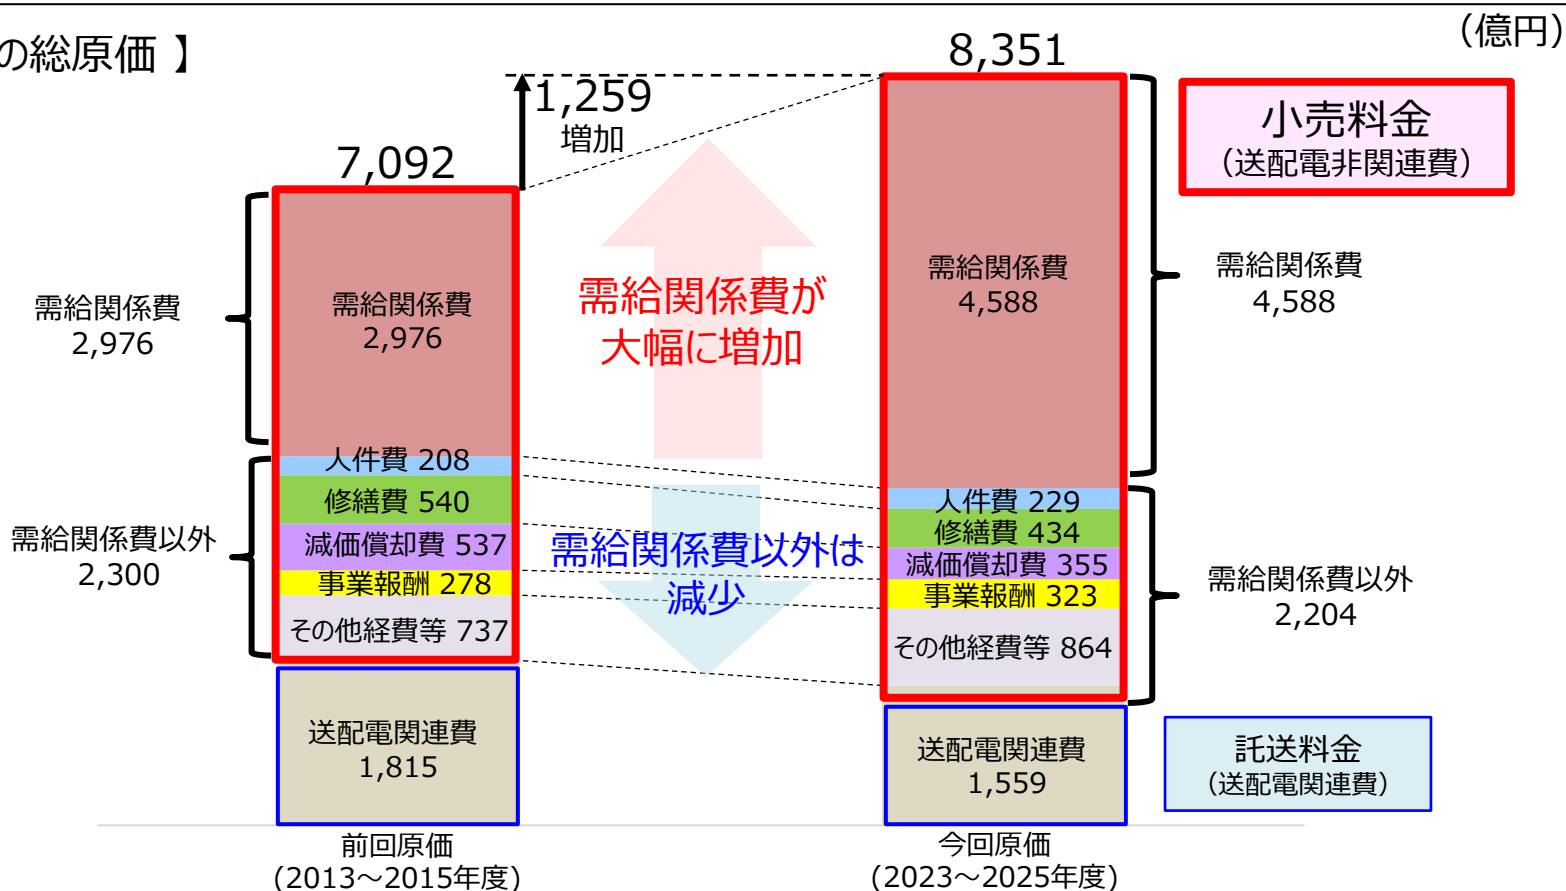 の総原価 】
(億円)
8,351
1,259
増加
7,092
小売料金
(送配電非関連費)
需給関係費
2,976
需給関係費
2,976
需給関係費が
大幅に増加
需給関係費
4,588
需給関係費
4,588
人件費 208
修繕費 540
減価償却費 537
事業報酬 278
その他経費等 737
需給関係費以外
2,300
需給関係費以外は
減少
人件費 229
修繕費 434
減価償却費 355
事業報酬 323
その他経費等 864
需給関係費以外
2,204
送配電関連費
1,815
送配電関連費
1,559
託送料金
(送配電関連費)
前回原価
(2013～2015年度)
今回原価
(2023～2025年度)